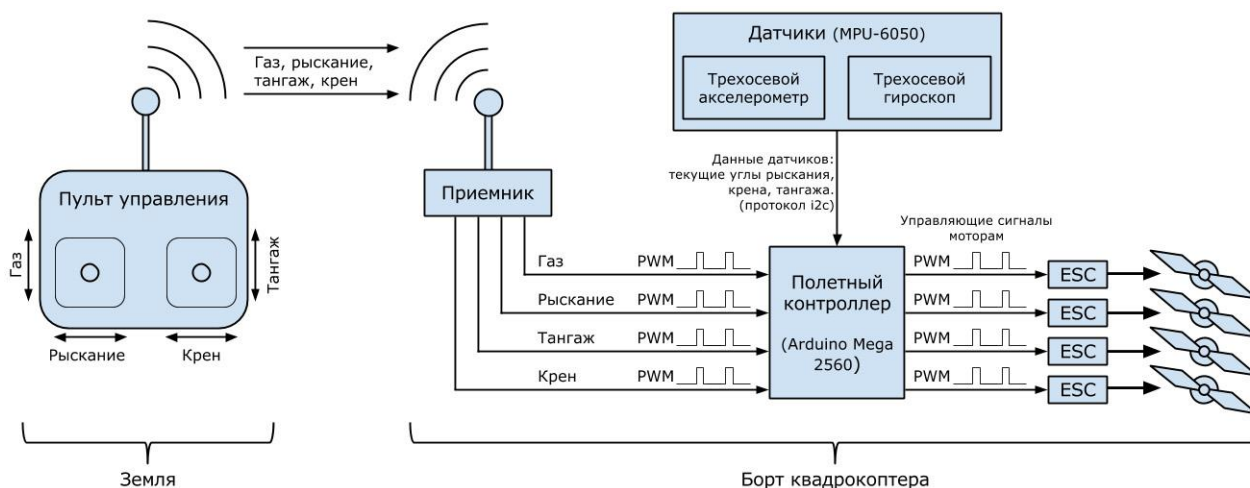 Газ, рыскание,
тангаж, крен
Пульт управления
Газ
Тангаж
Рыскание
Крен
Земля
Приемник
Датчики (MPU-6050)
Трехосевой
акселерометр
Трехосевой
гироскоп
Данные датчиков:
текущие углы рыскания,
крена, тангажа.
(протокол i2c)
Управляющие сигналы
моторам
Газ
PWM
Рыскание
PWM
Тангаж
PWM
Крен
PWM
Полетный
контроллер
(Arduino Mega
2560)
PWM
ESC
PWM
ESC
PWM
ESC
PWM
ESC
Борт квадрокоптера